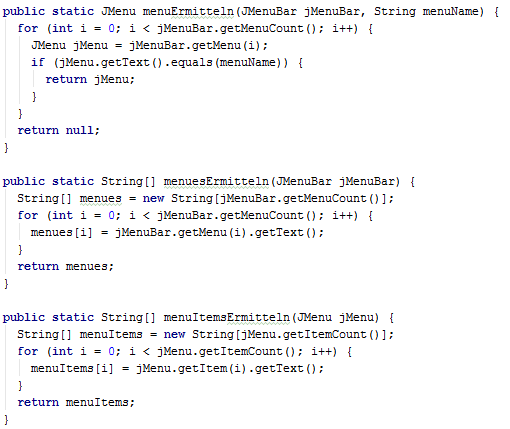 public static JMenu menuErmitteln(JMenuBar jMenuBar, String menuName) {
  for (int i = 0; i < jMenuBar.getMenuCount(); i++) {
    JMenu jMenu = jMenuBar.getMenu(i);
    if (jMenu.getText().equals(menuName)) {
      return jMenu;
    }
  }
  return null;
}

public static String[] menuesErmitteln(JMenuBar jMenuBar) {
  String[] menues = new String[jMenuBar.getMenuCount()];
  for (int i = 0; i < jMenuBar.getMenuCount(); i++) {
    menues[i] = jMenuBar.getMenu(i).getText();
  }
  return menues;
}

public static String[] menuItemsErmitteln(JMenu jMenu) {
  String[] menuItems = new String[jMenu.getItemCount()];
  for (int i = 0; i < jMenu.getItemCount(); i++) {
    menuItems[i] = jMenu.getItem(i).getText();
  }
  return menuItems;
}